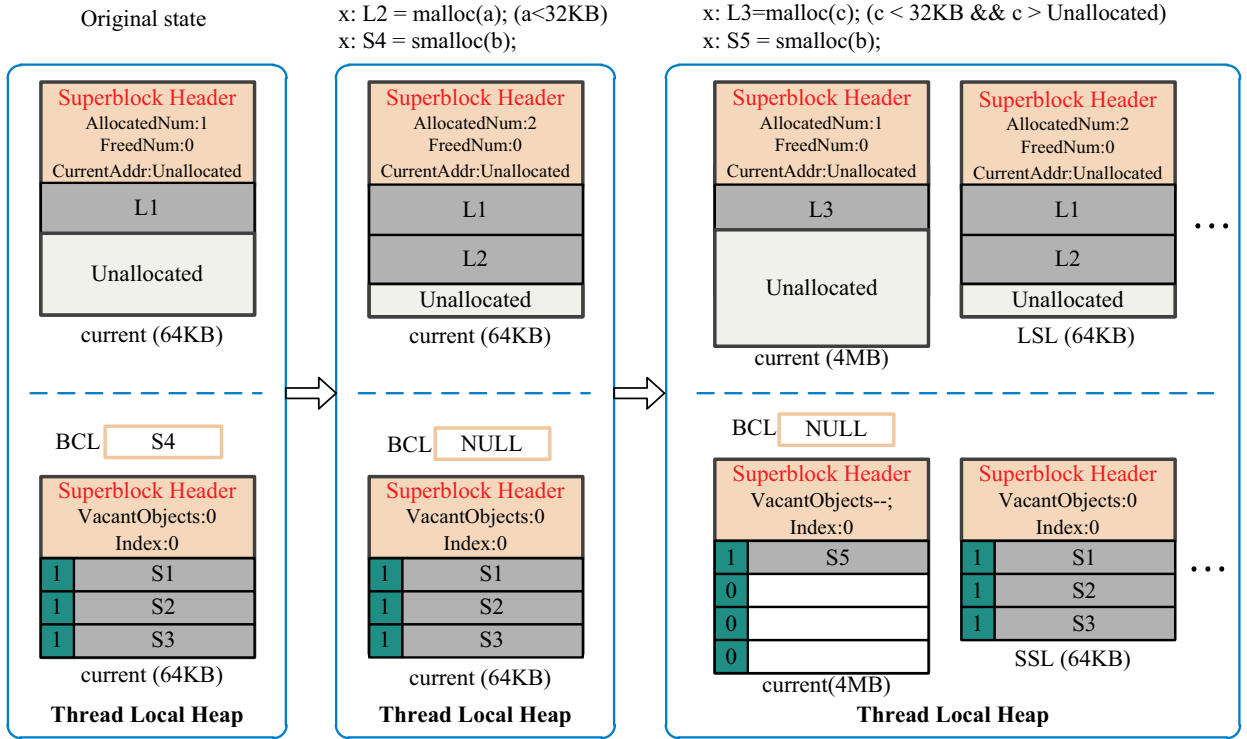 Original state
x: L2 = malloc(a); (a<32KB)
x: S4 = smalloc(b);
x: L3=malloc(c); (c < 32KB && c > Unallocated)
x: S5 = smalloc(b);
Superblock Header
AllocatedNum:1
FreedNum:0
CurrentAddr:Unallocated
L1
Unallocated
current (64KB)
BCL S4
Superblock Header
VacantObjects:0
Index:0
1 S1
1 S2
1 S3
current (64KB)
Thread Local Heap
Superblock Header
AllocatedNum:2
FreedNum:0
CurrentAddr:Unallocated
L1
L2
Unallocated
current (64KB)
BCL NULL
Superblock Header
VacantObjects:0
Index:0
1 S1
1 S2
1 S3
current (64KB)
Thread Local Heap
Superblock Header
AllocatedNum:1
FreedNum:0
CurrentAddr:Unallocated
L3
Unallocated
current (4MB)
Superblock Header
AllocatedNum:2
FreedNum:0
CurrentAddr:Unallocated
L1
L2
Unallocated
LSL (64KB)
...
BCL NULL
Superblock Header
VacantObjects--;
Index:0
1 S5
0
0
0
current(4MB)
Superblock Header
VacantObjects:0
Index:0
1 S1
1 S2
1 S3
SSL (64KB)
...
Thread Local Heap